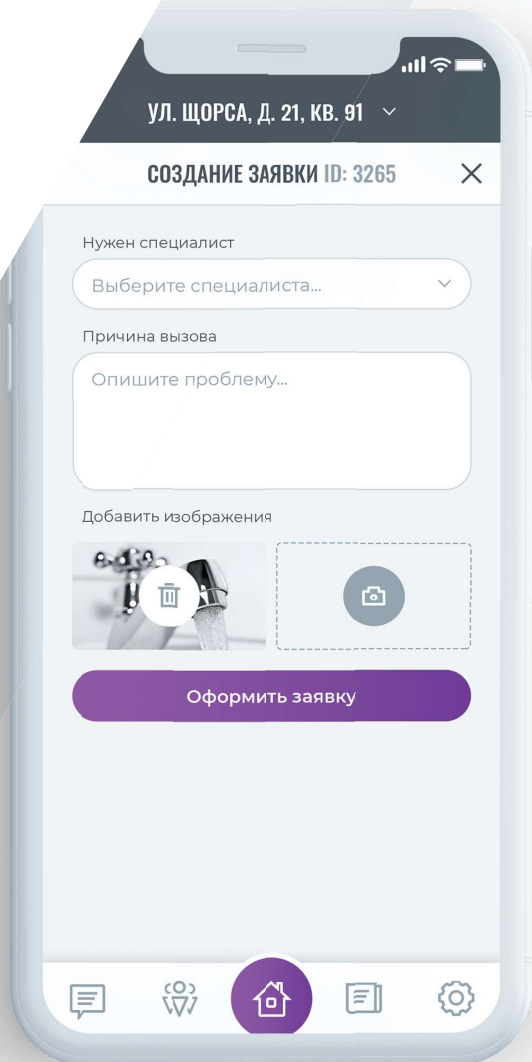 УЛ. ЩОРСА, Д. 21, КВ. 91
СОЗДАНИЕ ЗАЯВКИ ID: 3265
Нужен специалист
Выберите специалиста...
Причина вызова
Опишите проблему...
Добавить изображения
Оформить заявку